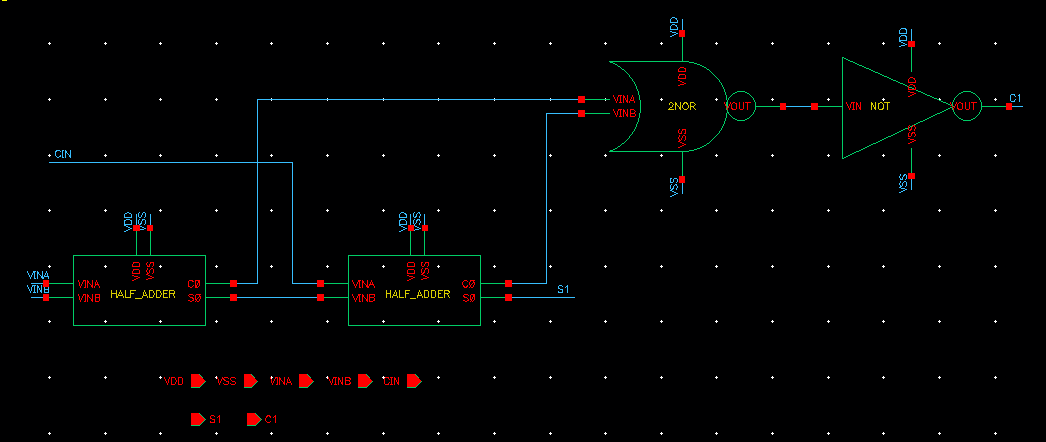 VDD VDD
VDD VDD
VINA 2NOR VOUT VIN NOT VOUT C1
VINB
VSS VSS
VSS VSS
CIN
VDD VSS VDD VSS
VDD VSS VDD VSS
VINA VINA C0 VINA C0
VINB VINB HALF_ADDER S0 VINB HALF_ADDER S0 S1
VDD VSS VINA VINB CIN
S1 C1